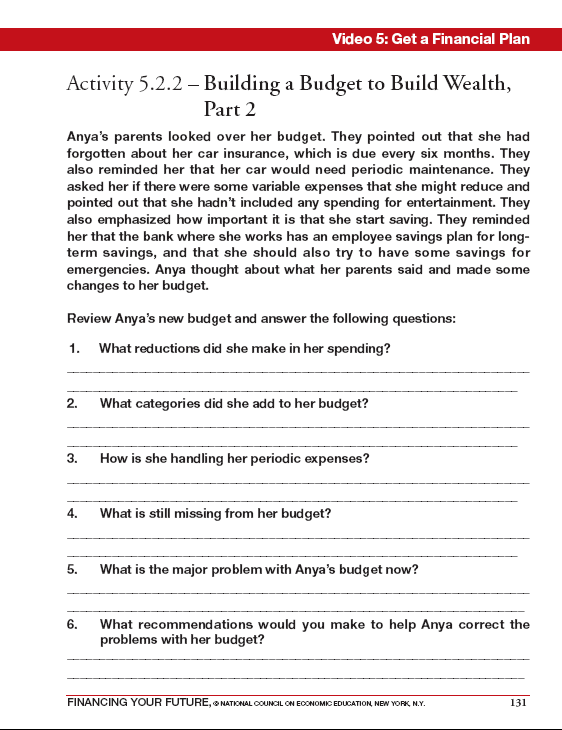 Video 5: Get a Financial Plan
Activity 5.2.2 – Building a Budget to Build Wealth,
Part 2
Anya's parents looked over her budget. They pointed out that she had
forgotten about her car insurance, which is due every six months. They
also reminded her that her car would need periodic maintenance. They
asked her if there were some variable expenses that she might reduce and
pointed out that she hadn't included any spending for entertainment. They
also emphasized how important it is that she start saving. They reminded
her that the bank where she works has an employee savings plan for long-
term savings, and that she should also try to have some savings for
emergencies. Anya thought about what her parents said and made some
changes to her budget.
Review Anya's new budget and answer the following questions:
1. What reductions did she make in her spending?
2. What categories did she add to her budget?
3. How is she handling her periodic expenses?
4. What is still missing from her budget?
5. What is the major problem with Anya's budget now?
6. What recommendations would you make to help Anya correct the
problems with her budget?
FINANCING YOUR FUTURE, © NATIONAL COUNCIL ON ECONOMIC EDUCATION, NEW YORK, N.Y. 131